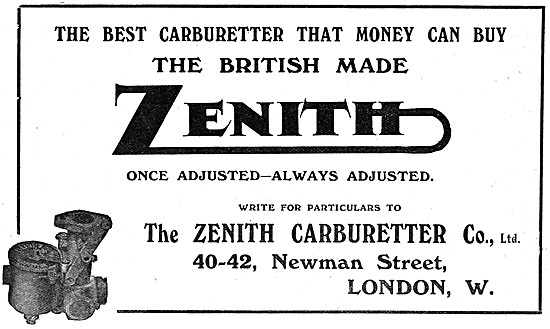 THE BEST CARBURETTER THAT MONEY CAN BUY
THE BRITISH MADE
ZENITH
ONCE ADJUSTED—ALWAYS ADJUSTED.
WRITE FOR PARTICULARS TO
The ZENITH CARBURETTER Co., Ltd.
40-42, Newman Street,
LONDON, W.